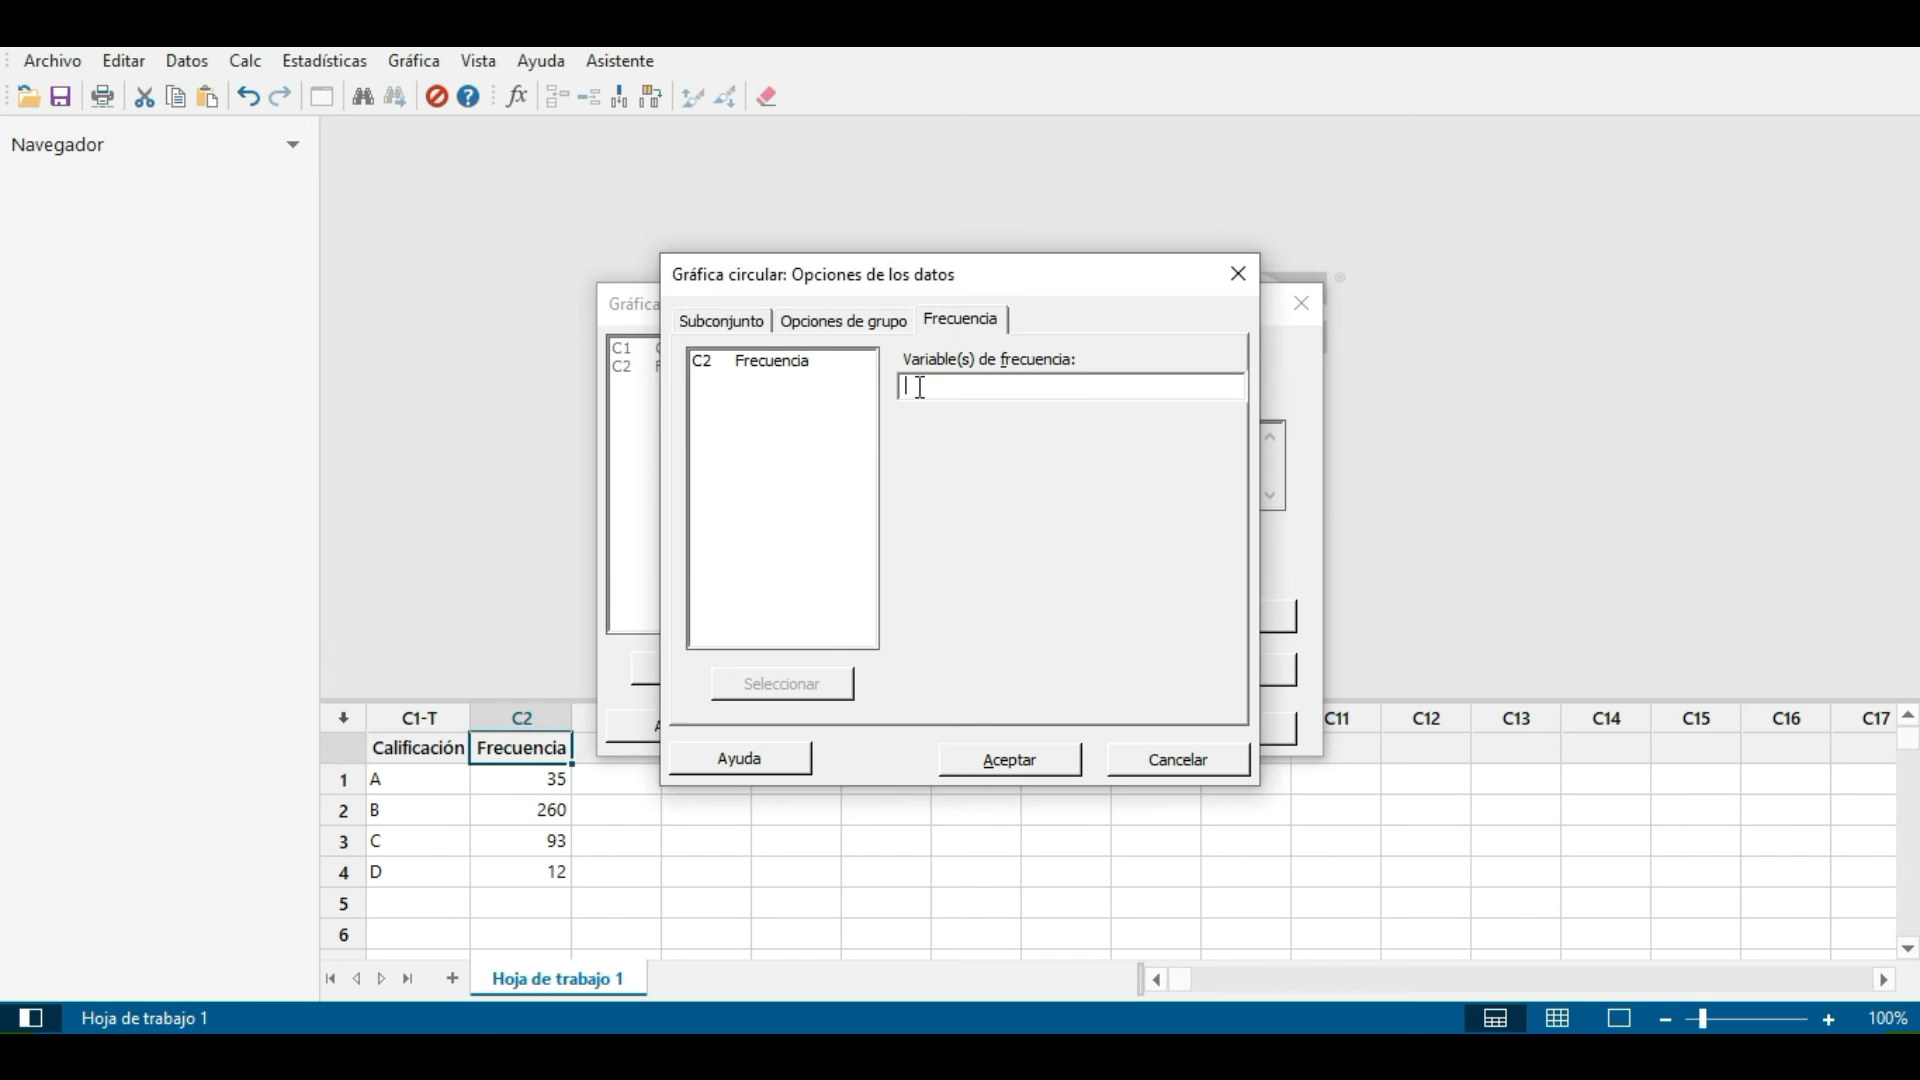 Archivo Editar Datos Calc Estadísticas Gráfica Vista Ayuda Asistente
fx
Navegador
Gráfica circular: Opciones de los datos
Gráfica
Subconjunto Opciones de grupo Frecuencia
C1
C2
C2 Frecuencia
Variable(s) de frecuencia:
Seleccionar
Ayuda Aceptar Cancelar
C1-T C2 C11 C12 C13 C14 C15 C16 C17
Calificación Frecuencia
1 A 35
2 B 260
3 C 93
4 D 12
5
6
Hoja de trabajo 1
Hoja de trabajo 1 100%